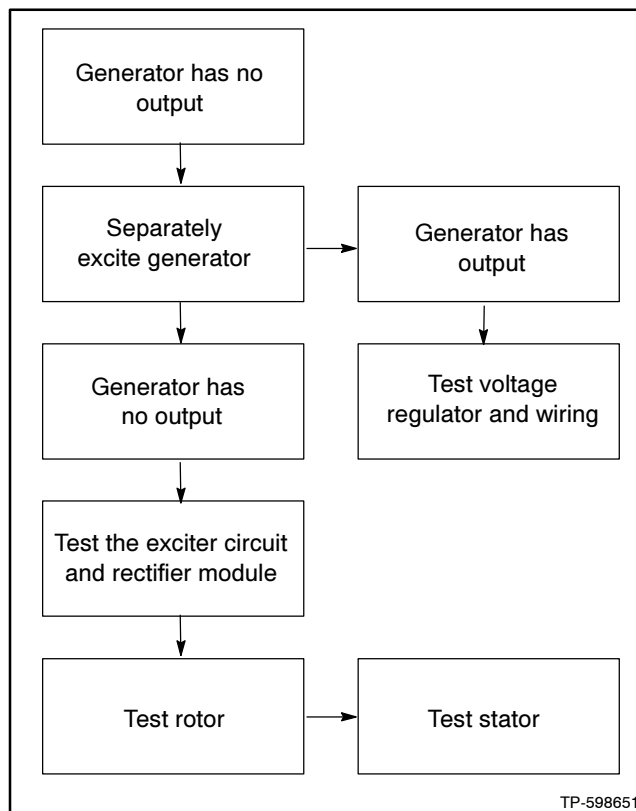 Generator has no
output
Separately
excite generator
Generator has
output
Generator has
no output
Test voltage
regulator and wiring
Test the exciter circuit
and rectifier module
Test rotor
Test stator
TP-598651